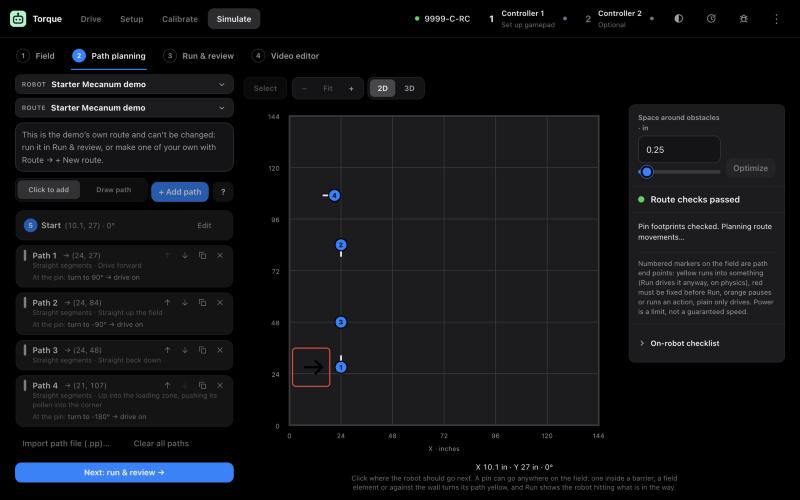 Torque
Drive
Setup
Calibrate
Simulate
9999-C-RC
1 Controller 1
Set up gamepad
2 Controller 2
Optional
1 Field
2 Path planning
3 Run & review
4 Video editor
ROBOT Starter Mecanum demo
ROUTE Starter Mecanum demo
This is the demo's own route and can't be changed:
run it in Run & review, or make one of your own with
Route → + New route.
Click to add
Draw path
+ Add path
?
S Start (10.1, 27) · 0°
Edit
Path 1 → (24, 27)
Straight segments · Drive forward
At the pin: turn to 90° → drive on
Path 2 → (24, 84)
Straight segments · Straight up the field
At the pin: turn to -90° → drive on
Path 3 → (24, 48)
Straight segments · Straight back down
Path 4 → (21, 107)
Straight segments · Up into the loading zone, pushing its
pollen into the corner
At the pin: turn to -180° → drive on
Import path file (.pp)...
Clear all paths
Next: run & review →
Select
− Fit +
2D
3D
144
120
96
72
48
24
0
4
2
3
1
0
24
48
72
96
120
144
X · inches
X 10.1 in · Y 27 in · 0°
Click where the robot should go next. A pin can go anywhere on the field: one inside a barrier, a field
element or against the wall turns its path yellow, and Run shows the robot hitting what is in the way.
Space around obstacles
· in
0.25
Optimize
Route checks passed
Pin footprints checked. Planning route
movements...
Numbered markers on the field are path
end points: yellow runs into something
(Run drives it anyway, on physics), red
must be fixed before Run, orange pauses
or runs an action, plain only drives. Power
is a limit, not a guaranteed speed.
On-robot checklist